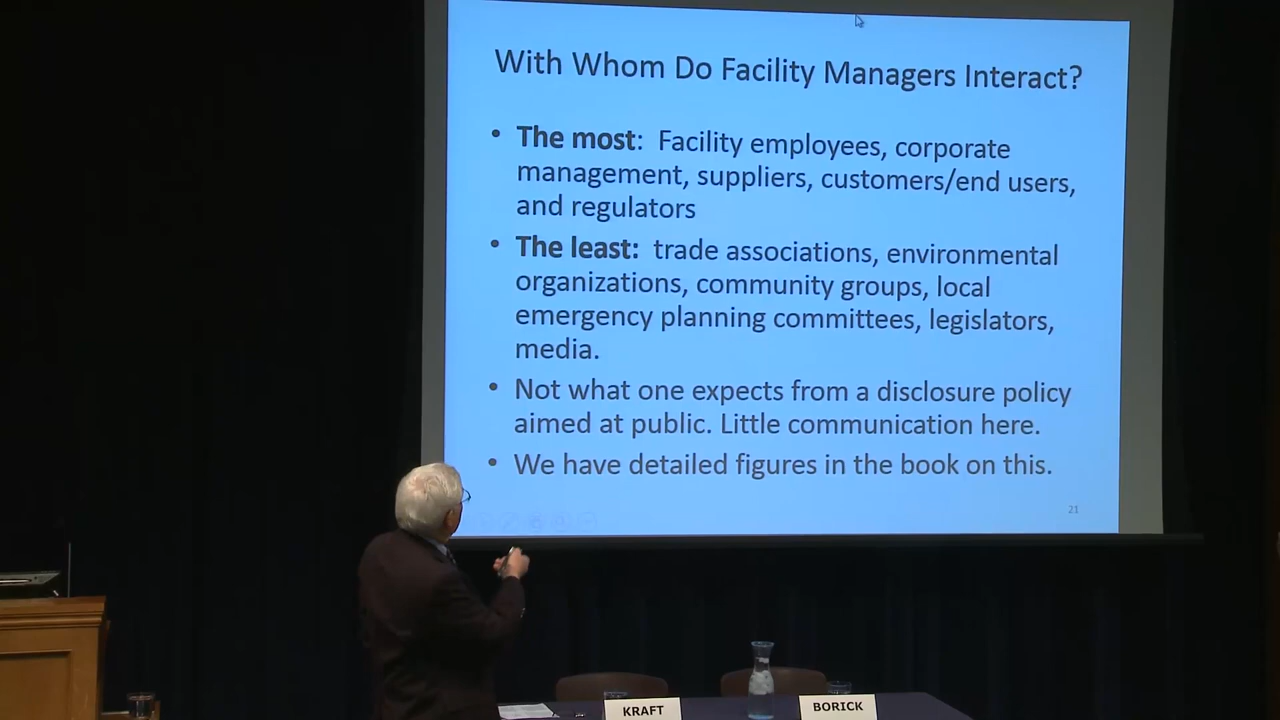 With Whom Do Facility Managers Interact?
• The most: Facility employees, corporate
management, suppliers, customers/end users,
and regulators
• The least: trade associations, environmental
organizations, community groups, local
emergency planning committees, legislators,
media.
• Not what one expects from a disclosure policy
aimed at public. Little communication here.
• We have detailed figures in the book on this.
21
KRAFT
BORICK